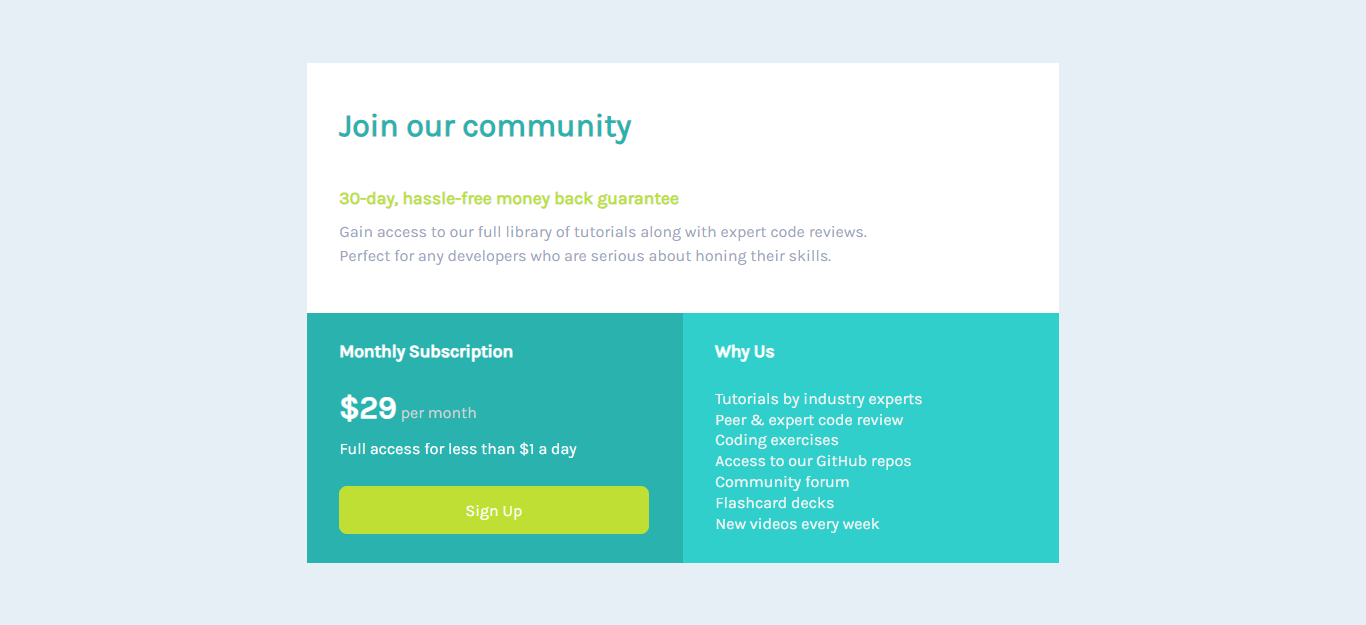 Join our community
30-day, hassle-free money back guarantee
Gain access to our full library of tutorials along with expert code reviews.
Perfect for any developers who are serious about honing their skills.
Monthly Subscription
$29 per month
Full access for less than $1 a day
Sign Up
Why Us
Tutorials by industry experts
Peer & expert code review
Coding exercises
Access to our GitHub repos
Community forum
Flashcard decks
New videos every week